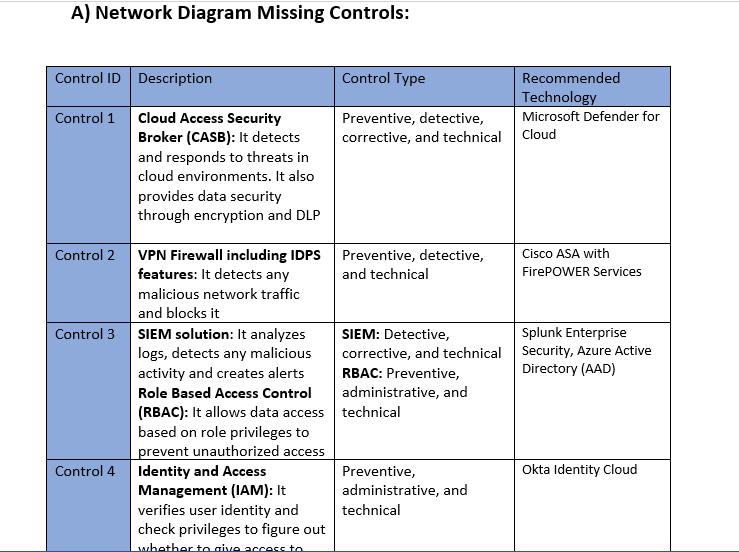 A) Network Diagram Missing Controls:
Control ID
Description
Control Type
Recommended
Technology
Control 1
Cloud Access Security
Broker (CASB): It detects
and responds to threats in
cloud environments. It also
provides data security
through encryption and DLP
Preventive, detective,
corrective, and technical
Microsoft Defender for
Cloud
Control 2
VPN Firewall including IDPS
features: It detects any
malicious network traffic
and blocks it
Preventive, detective,
and technical
Cisco ASA with
FirePOWER Services
Control 3
SIEM solution: It analyzes
logs, detects any malicious
activity and creates alerts
Role Based Access Control
(RBAC): It allows data access
based on role privileges to
prevent unauthorized access
SIEM: Detective,
corrective, and technical
RBAC: Preventive,
administrative, and
technical
Splunk Enterprise
Security, Azure Active
Directory (AAD)
Control 4
Identity and Access
Management (IAM): It
verifies user identity and
check privileges to figure out
whether to give access to
Preventive,
administrative, and
technical
Okta Identity Cloud